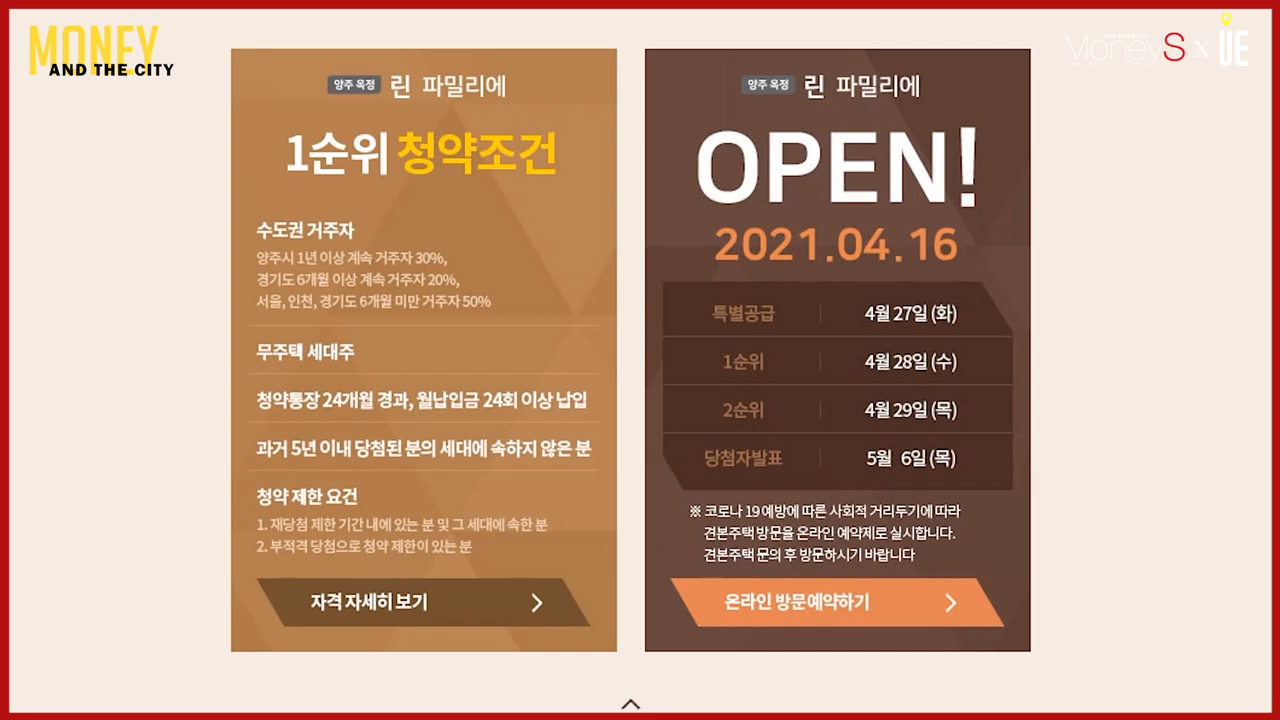 MONEY
AND THE CITY
MoneyS X UE
양주 옥정 린 파밀리에
1순위 청약조건
수도권 거주자
양주시 1년 이상 계속 거주자 30%,
경기도 6개월 이상 계속 거주자 20%,
서울, 인천, 경기도 6개월 미만 거주자 50%
무주택 세대주
청약통장 24개월 경과, 월납입금 24회 이상 납입
과거 5년 이내 당첨된 분의 세대에 속하지 않은 분
청약 제한 요건
1. 재당첨 제한 기간 내에 있는 분 및 그 세대에 속한 분
2. 부적격 당첨으로 청약 제한이 있는 분
자격 자세히 보기
양주 옥정 린 파밀리에
OPEN!
2021.04.16
특별공급 4월 27일 (화)
1순위 4월 28일 (수)
2순위 4월 29일 (목)
당첨자발표 5월 6일 (목)
※ 코로나 19 예방에 따른 사회적 거리두기에 따라
견본주택 방문을 온라인 예약제로 실시합니다.
견본주택 문의 후 방문하시기 바랍니다
온라인 방문예약하기